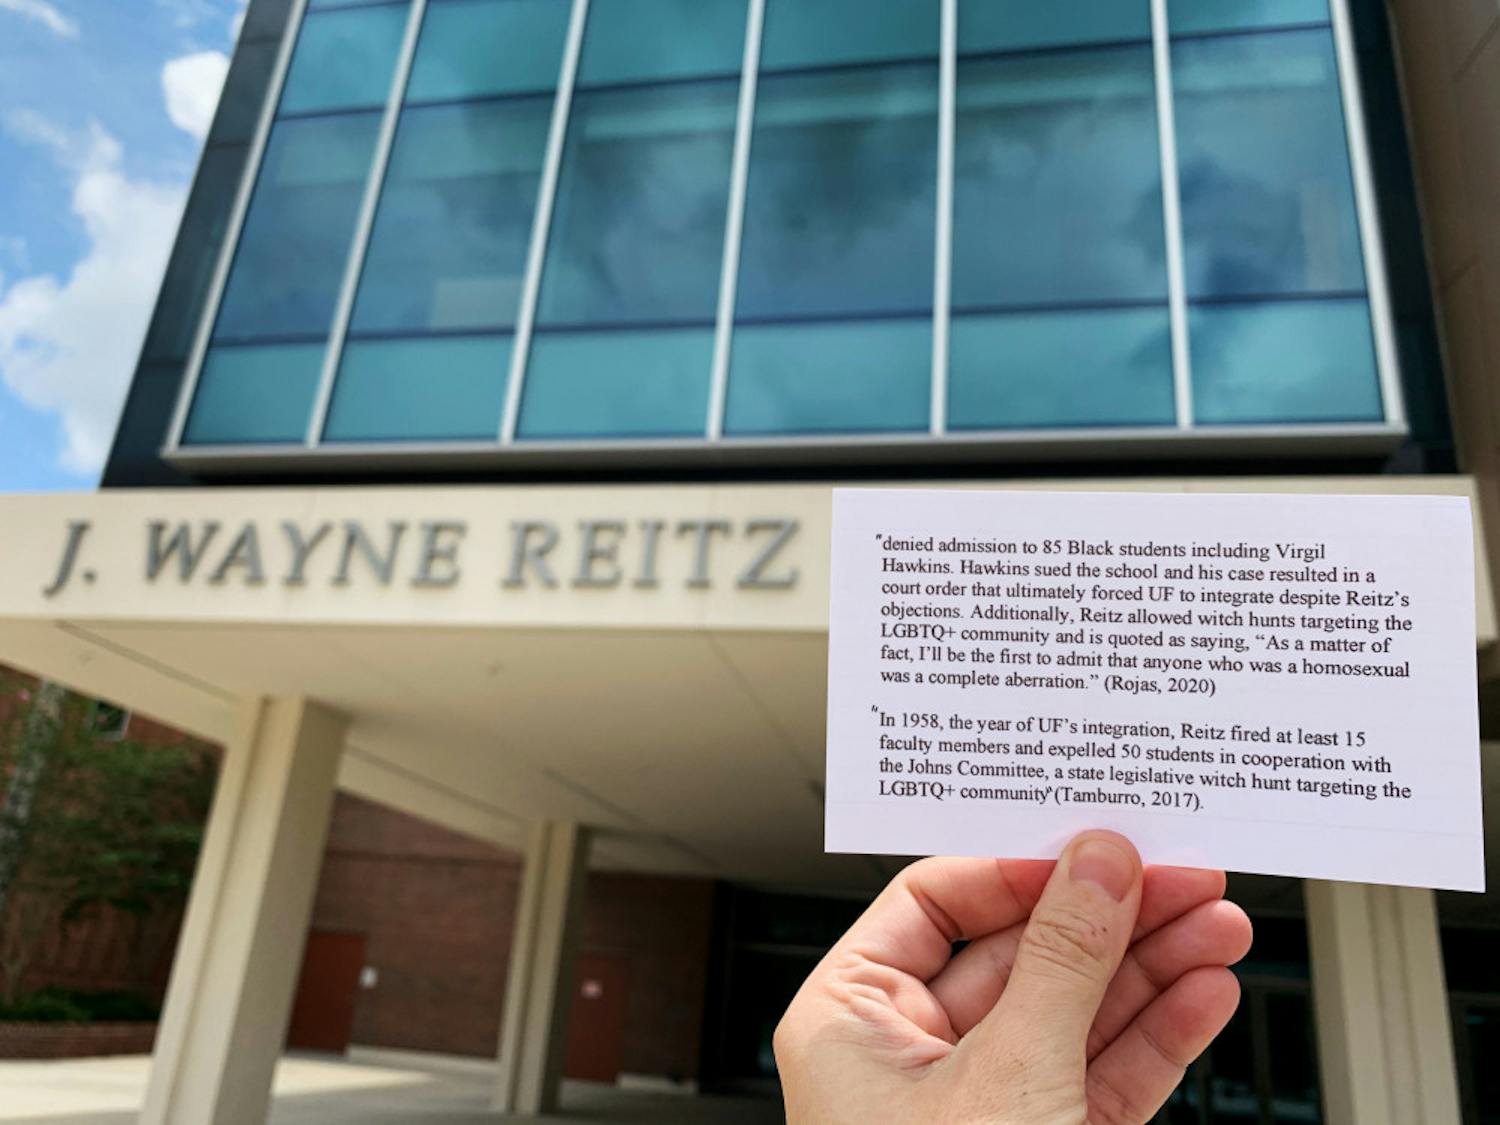 J. WAYNE REITZ
"denied admission to 85 Black students including Virgil
Hawkins. Hawkins sued the school and his case resulted in a
court order that ultimately forced UF to integrate despite Reitz’s
objections. Additionally, Reitz allowed witch hunts targeting the
LGBTQ+ community and is quoted as saying, “As a matter of
fact, I’ll be the first to admit that anyone who was a homosexual
was a complete aberration.” (Rojas, 2020)
"In 1958, the year of UF’s integration, Reitz fired at least 15
faculty members and expelled 50 students in cooperation with
the Johns Committee, a state legislative witch hunt targeting the
LGBTQ+ community" (Tamburro, 2017).